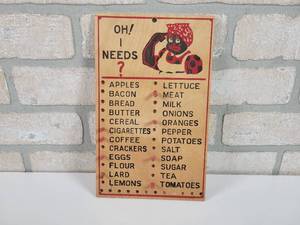 OH!
I
NEEDS
?
APPLES
BACON
BREAD
BUTTER
CEREAL
CIGARETTES
COFFEE
CRACKERS
EGGS
FLOUR
LARD
LEMONS
LETTUCE
MEAT
MILK
ONIONS
ORANGES
PEPPER
POTATOES
SALT
SOAP
SUGAR
TEA
TOMATOES